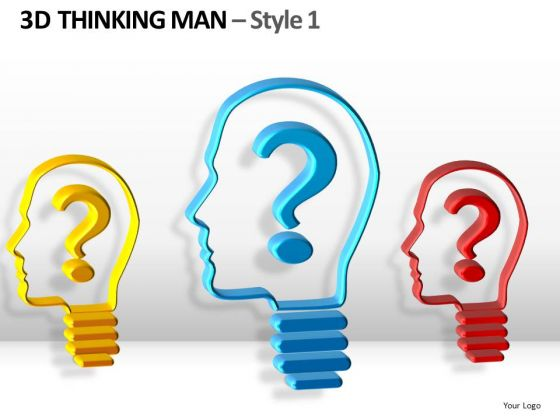 3D THINKING MAN – Style 1
? ? ?
Your Logo